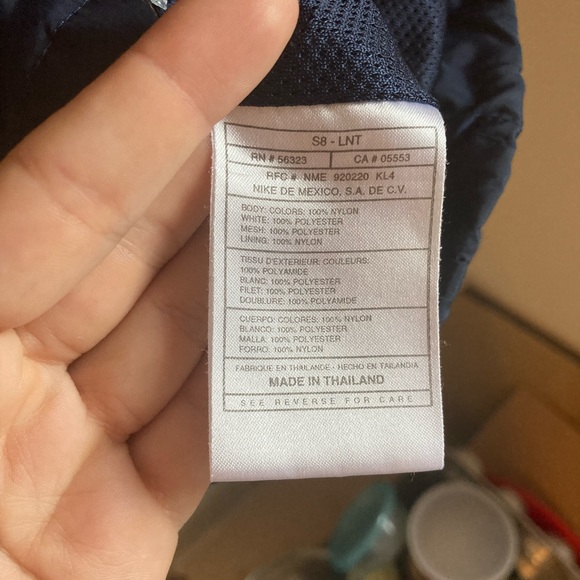 S8 - LNT
RN # 56323 CA # 05553
RFC # NME 920220 KL4
NIKE DE MEXICO, S.A. DE C.V.
BODY: COLORS: 100% NYLON
WHITE: 100% POLYESTER
MESH: 100% POLYESTER
LINING: 100% NYLON
TISSU D'EXTERIEUR: COULEURS:
100% POLYAMIDE
BLANC: 100% POLYESTER
FILET: 100% POLYESTER
DOUBLURE: 100% POLYAMIDE
CUERPO: COLORES: 100% NYLON
BLANCO: 100% POLYESTER
MALLA: 100% POLYESTER
FORRO: 100% NYLON
FABRIQUE EN THAILANDE - HECHO EN TAILANDIA
MADE IN THAILAND
SEE REVERSE FOR CARE